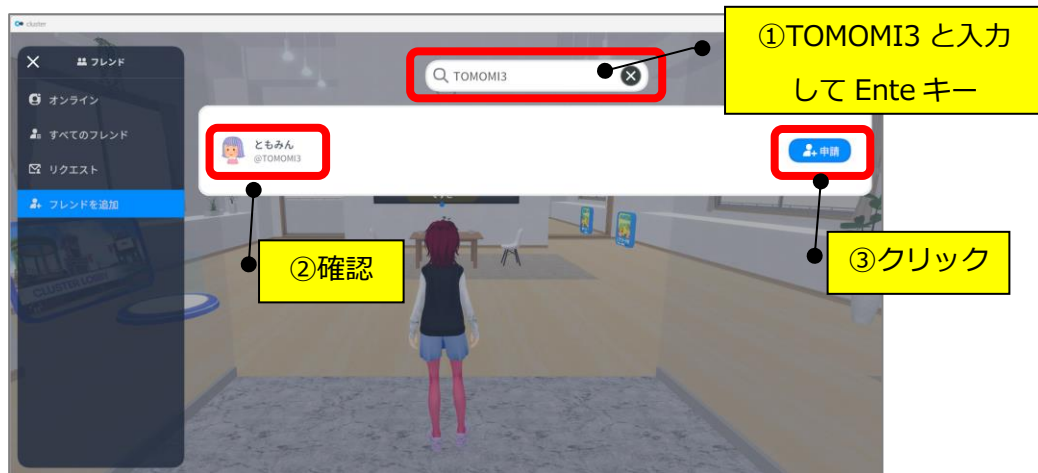 cluster
①TOMOMI3 と入力
して Ente キー
フレンド
TOMOMI3
オンライン
すべてのフレンド
ともみん
@TOMOMI3
申請
リクエスト
フレンドを追加
②確認
③クリック
CLUSTER LOBBY